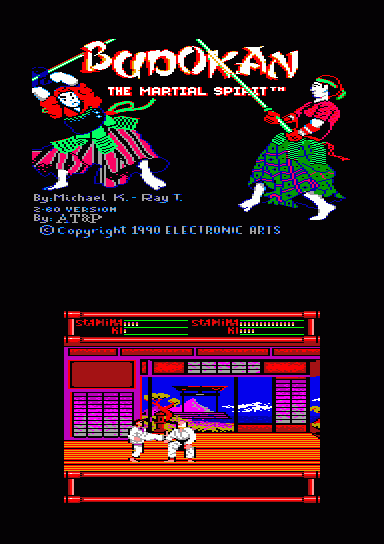 BUDOKAN
THE MARTIAL SPIRIT™
By:Michael K.- Ray T.
Z-80 VERSION
By: AT&P
© Copyright 1990 ELECTRONIC ARTS
STAMINA STAMINA
KI KI